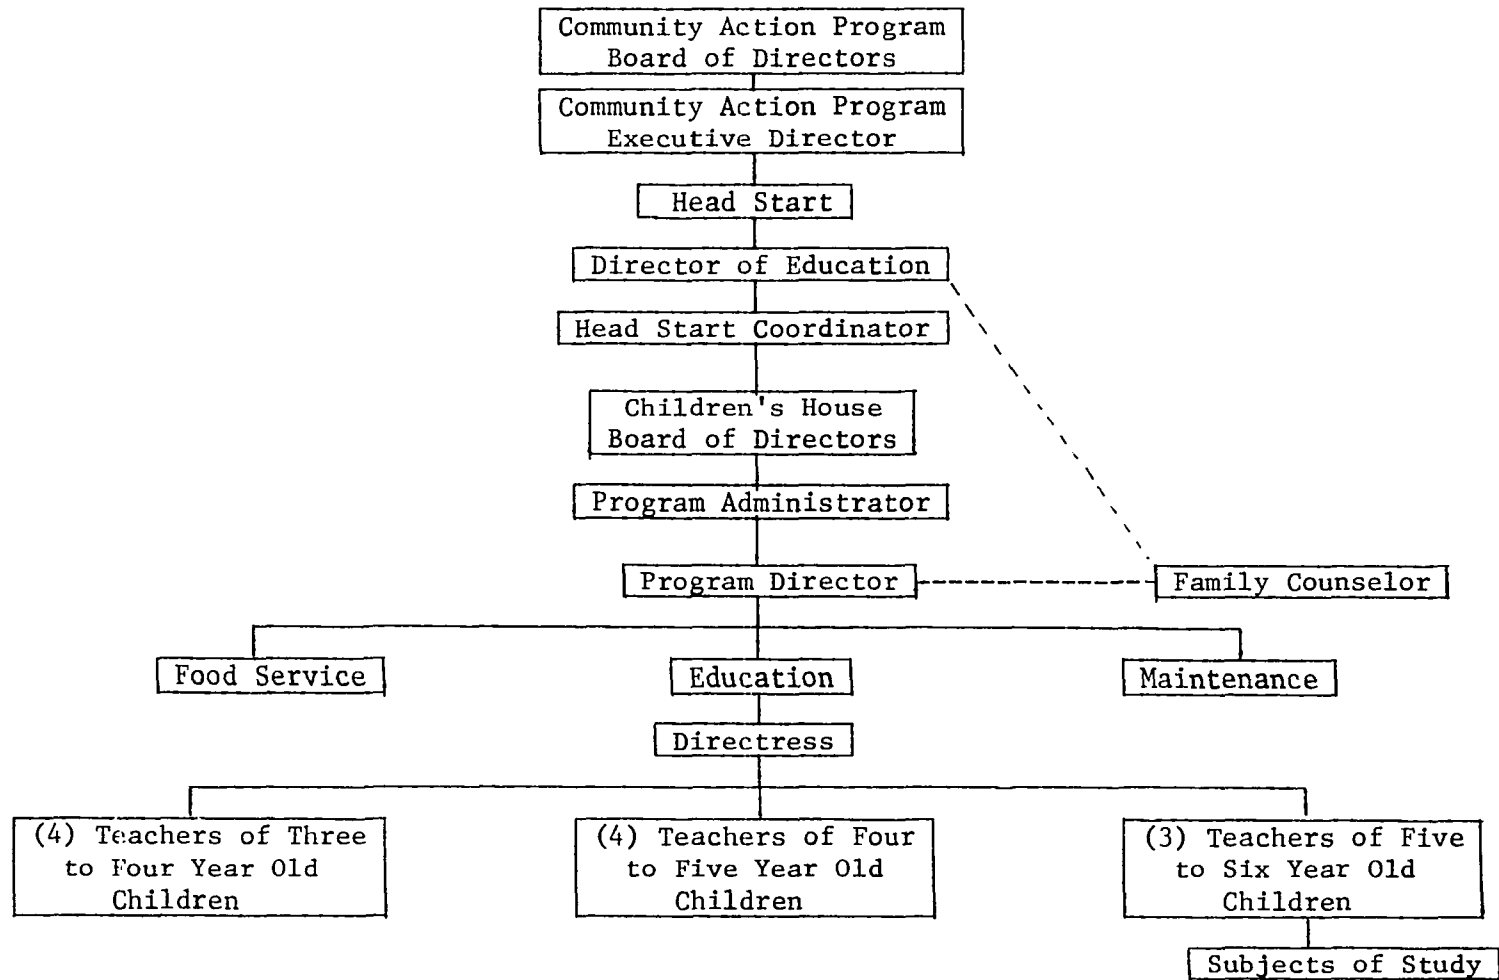 Community Action Program
Board of Directors
Community Action Program
Executive Director
Head Start
Director of Education
Head Start Coordinator
Children's House
Board of Directors
Program Administrator
Program Director
Family Counselor
Food Service
Education
Maintenance
Directress
(4) Teachers of Three
to Four Year Old
Children
(4) Teachers of Four
to Five Year Old
Children
(3) Teachers of Five
to Six Year Old
Children
Subjects of Study